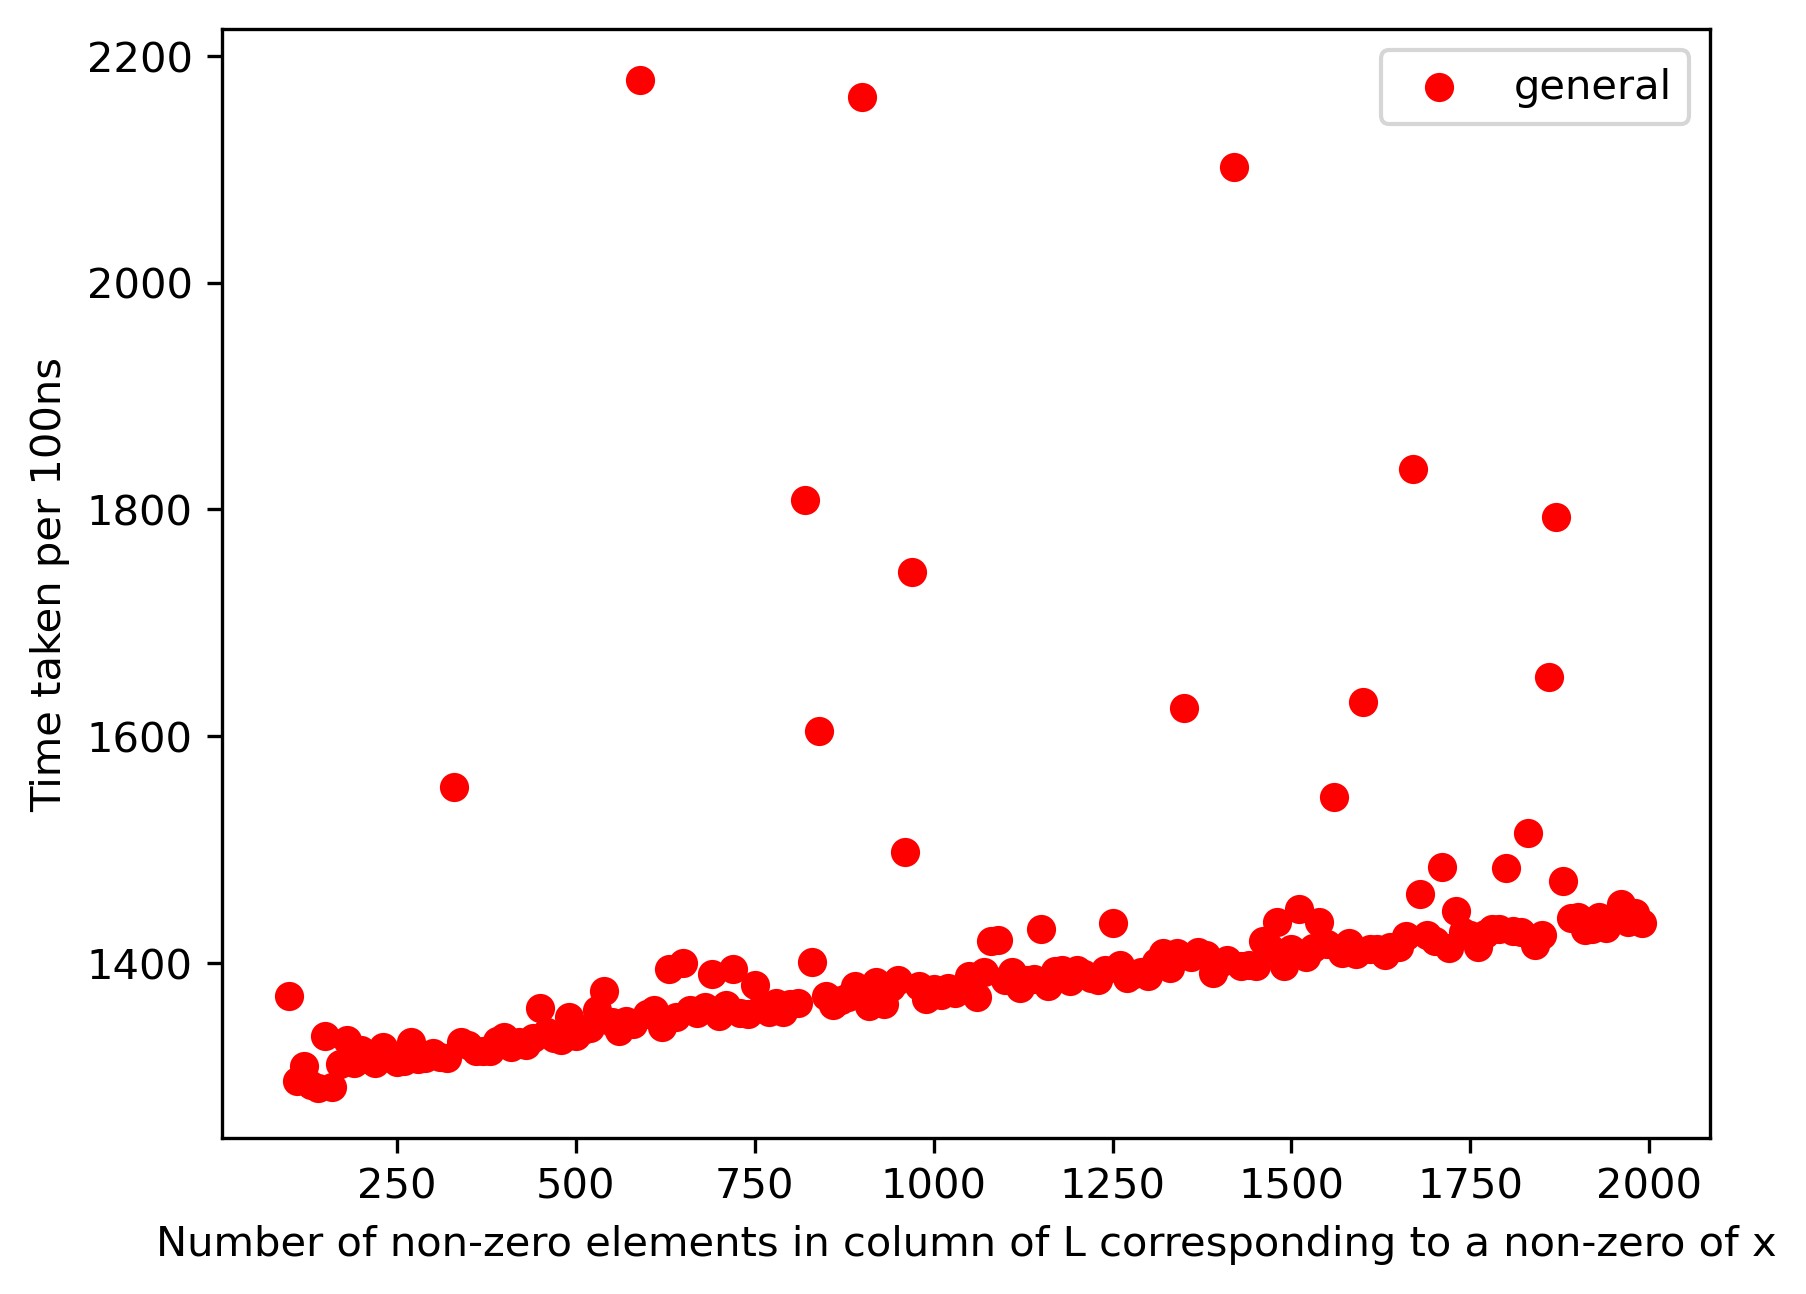 general
2200
2000
1800
1600
1400
Time taken per 100ns
250 500 750 1000 1250 1500 1750 2000
Number of non-zero elements in column of L corresponding to a non-zero of x